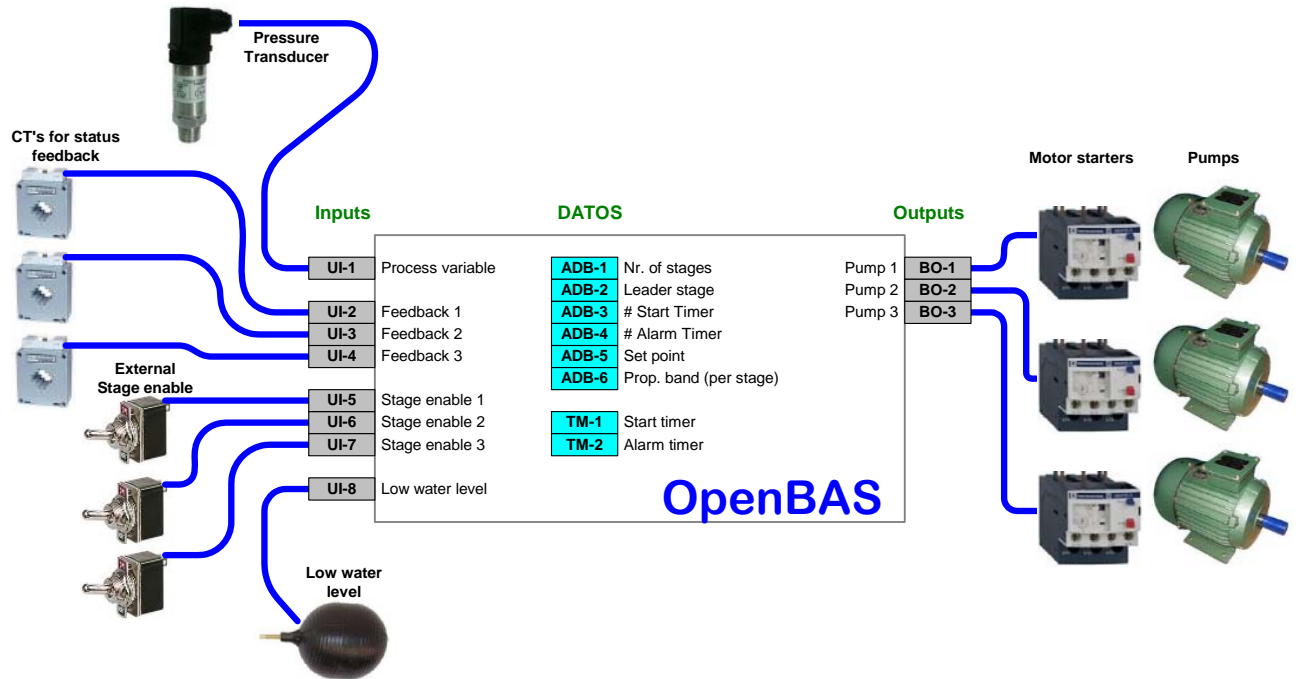 Pressure
Transducer
CT's for status
feedback
Motor starters
Pumps
Inputs
DATOS
Outputs
UI-1 Process variable
ADB-1 Nr. of stages
Pump 1 BO-1
ADB-2 Leader stage
Pump 2 BO-2
UI-2 Feedback 1
ADB-3 # Start Timer
Pump 3 BO-3
UI-3 Feedback 2
ADB-4 # Alarm Timer
UI-4 Feedback 3
ADB-5 Set point
ADB-6 Prop. band (per stage)
External
Stage enable
UI-5 Stage enable 1
UI-6 Stage enable 2
TM-1 Start timer
UI-7 Stage enable 3
TM-2 Alarm timer
UI-8 Low water level
OpenBAS
Low water
level